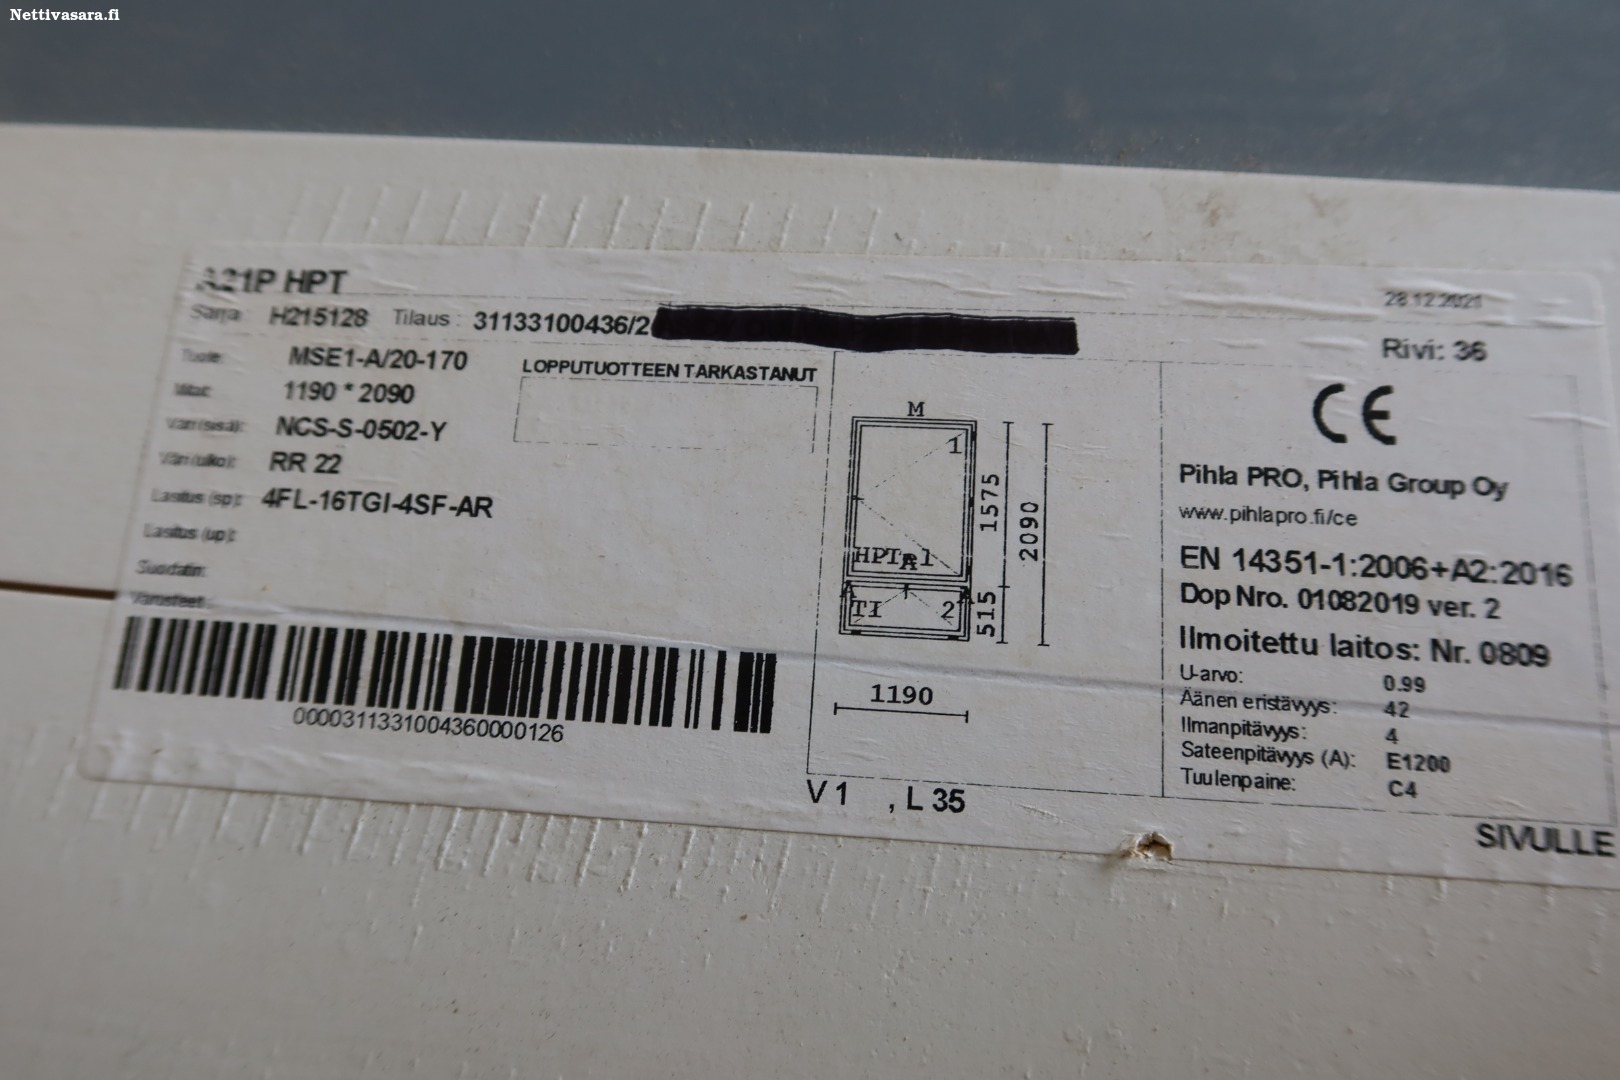 Nettivasara.fi
A21P HPT
28.12.2021
Sarja: H215128 Tilaus: 31133100436/2
Rivi: 36
Tuote: MSE1-A/20-170
LOPPUTUOTTEEN TARKASTANUT
Mitat: 1190 * 2090
Väri (sisä): NCS-S-0502-Y
Väri (ulko): RR 22
Lasitus (sp): 4FL-16TGI-4SF-AR
Lasitus (up):
Suodatin:
Varusteet:
00003113310043600000126
M
1
1575
2090
HPTA 1
TI 2
515
1190
V 1 , L 35
CE
Pihla PRO, Pihla Group Oy
www.pihlapro.fi/ce
EN 14351-1:2006+A2:2016
Dop Nro. 01082019 ver. 2
Ilmoitettu laitos: Nr. 0809
U-arvo: 0.99
Äänen eristävyys: 42
Ilmanpitävyys: 4
Sateenpitävyys (A): E1200
Tuulenpaine: C4
SIVULLE